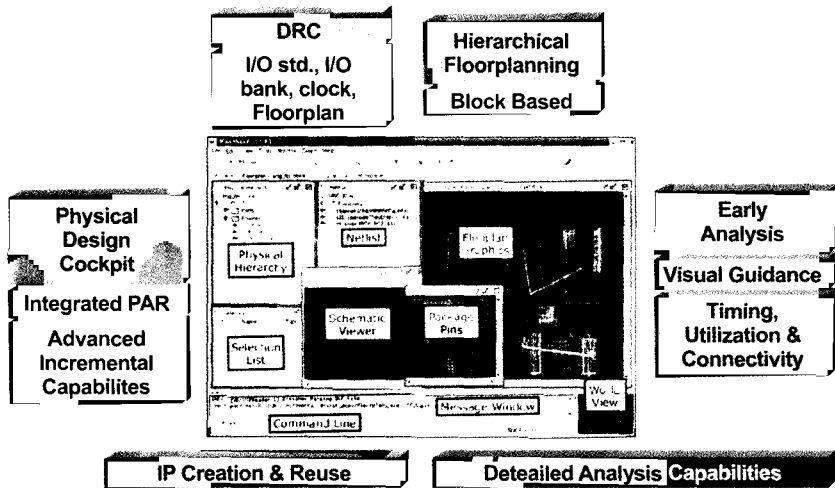 DRC
I/O std., I/O
bank, clock,
Floorplan
Hierarchical
Floorplanning
Block Based
Physical
Design
Cockpit
Integrated PAR
Advanced
Incremental
Capabilites
Physical
Hierarchy
Netlist
Floorplan
Graphics
Schematic
Viewer
Package
Pins
Selection
List
World
View
Message Window
Command Line
Early
Analysis
Visual Guidance
Timing,
Utilization &
Connectivity
IP Creation & Reuse
Deteailed Analysis Capabilities